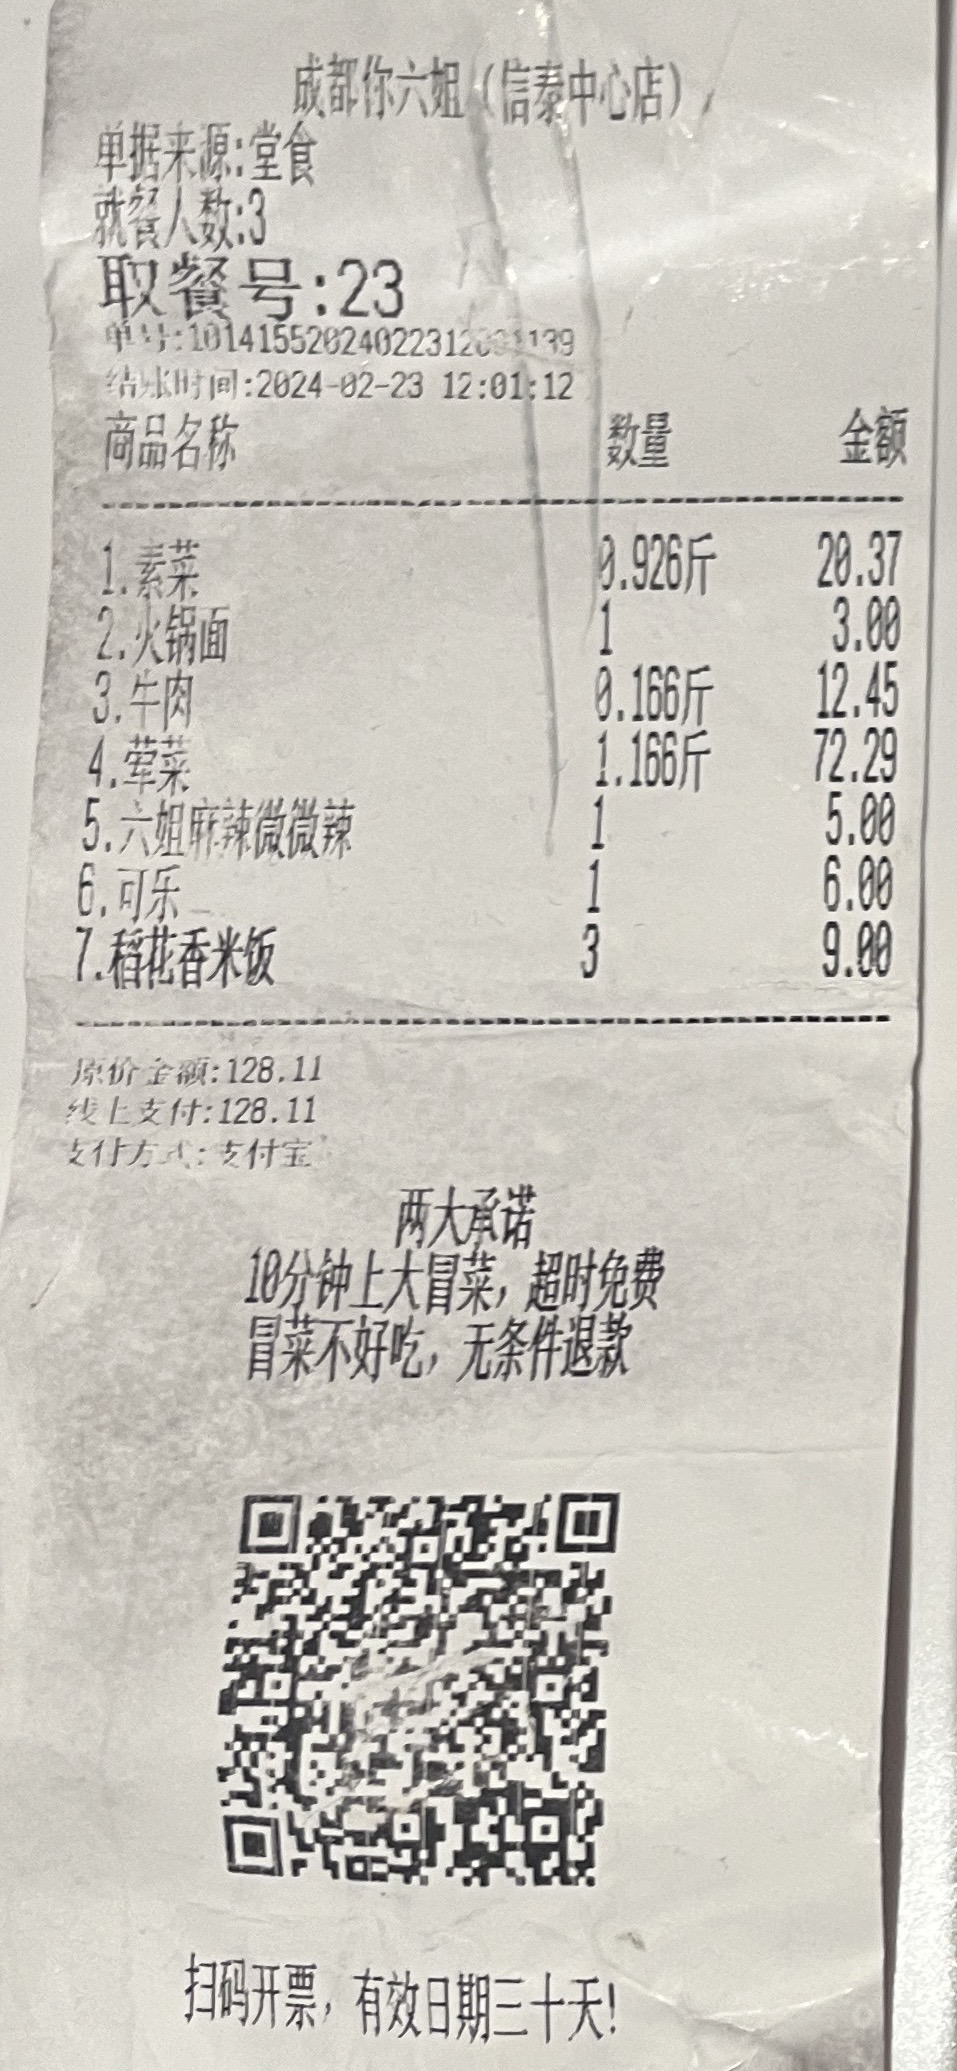 成都你六姐（信泰中心店）
单据来源:堂食
就餐人数:3
取餐号:23
单号:
结账时间:2024-02-23 12:01:12
商品名称 数量 金额
1.素菜 0.926斤 20.37
2.火锅面 1 3.00
3.牛肉 0.166斤 12.45
4.荤菜 1.166斤 72.29
5.六姐麻辣微微辣 1 5.00
6.可乐 1 6.00
7.稻花香米饭 3 9.00
原价金额:128.11
线上支付:128.11
支付方式:支付宝
两大承诺
10分钟上大冒菜，超时免费
冒菜不好吃，无条件退款
扫码开票，有效日期三十天!